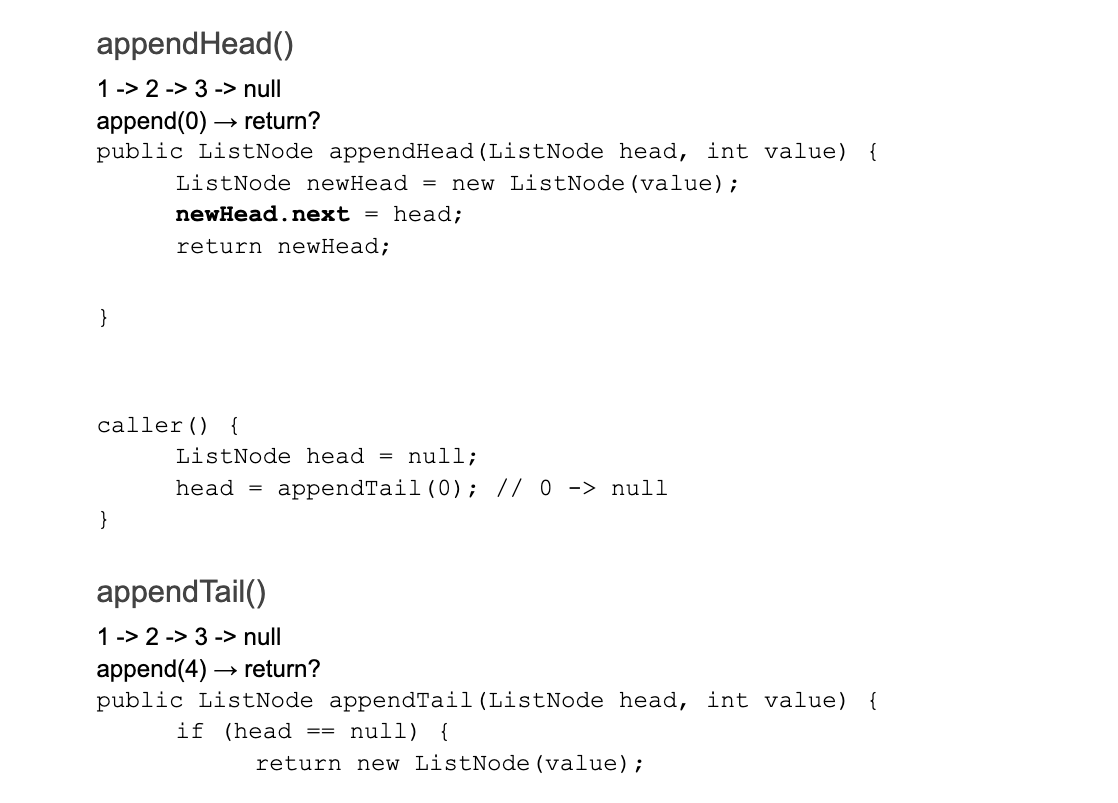 appendHead()
1 -> 2 -> 3 -> null
append(0) → return?
public ListNode appendHead(ListNode head, int value) {
ListNode newHead = new ListNode(value);
newHead.next = head;
return newHead;
}
caller() {
ListNode head = null;
head = appendTail(0); // 0 -> null
}
appendTail()
1 -> 2 -> 3 -> null
append(4) → return?
public ListNode appendTail(ListNode head, int value) {
if (head == null) {
return new ListNode(value);